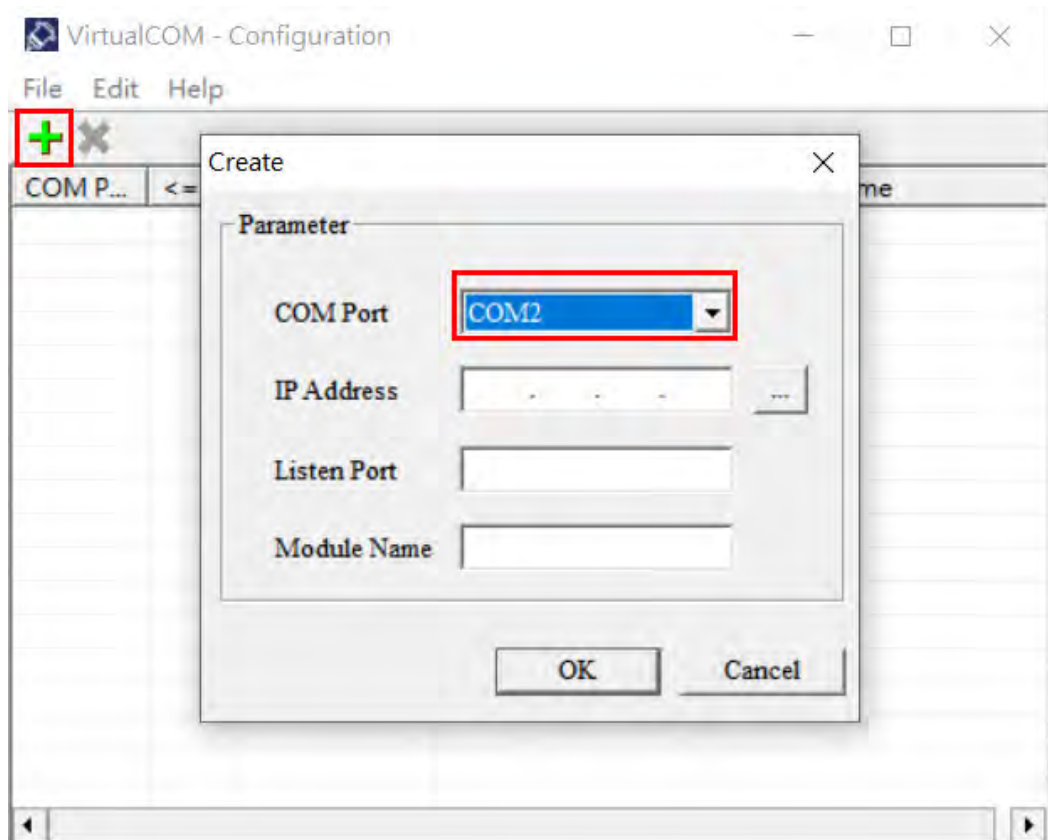 VirtualCOM - Configuration
File Edit Help
Create
COM P... <= me
Parameter
COM Port COM2
IP Address . . . ...
Listen Port
Module Name
OK Cancel